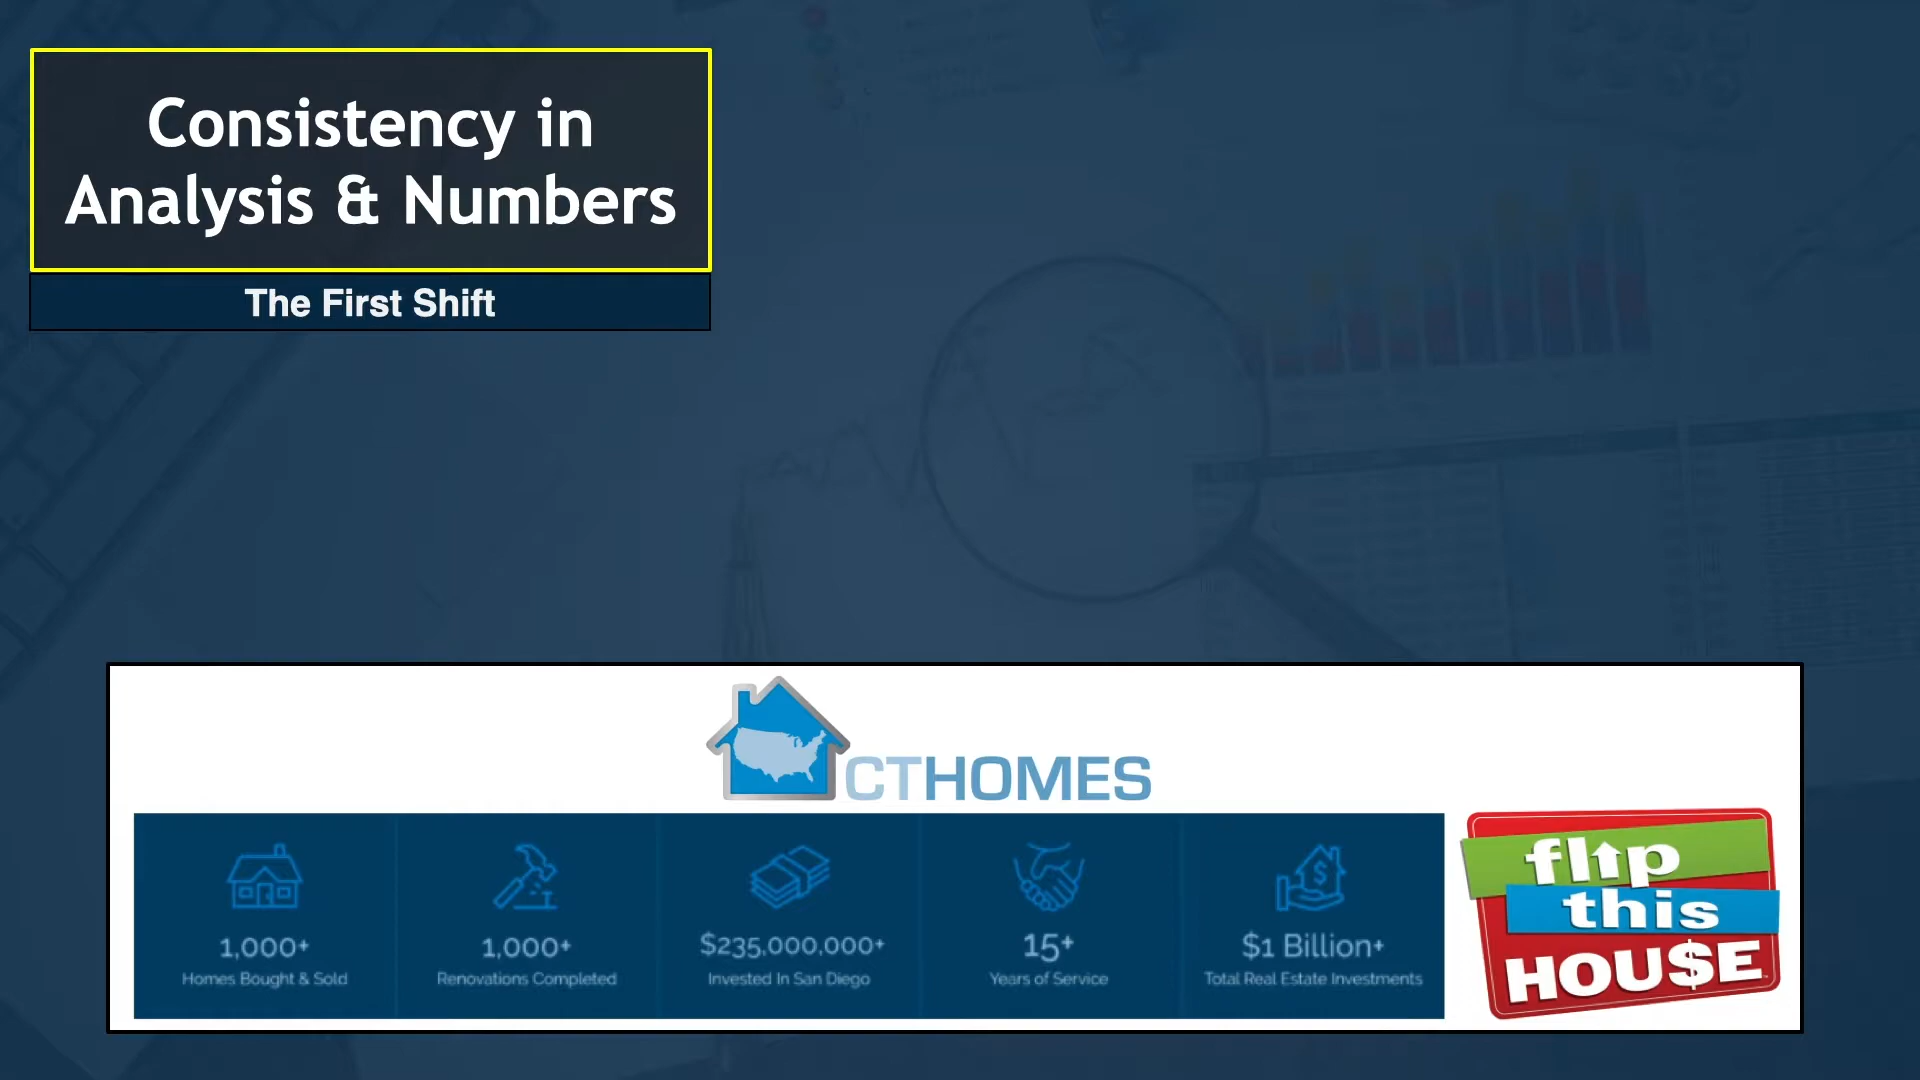 Consistency in
Analysis & Numbers
The First Shift
CTHOMES
1,000+
Homes Bought & Sold
1,000+
Renovations Completed
$235,000,000+
Invested In San Diego
15+
Years of Service
$1 Billion+
Total Real Estate Investments
flip
this
HOU$E